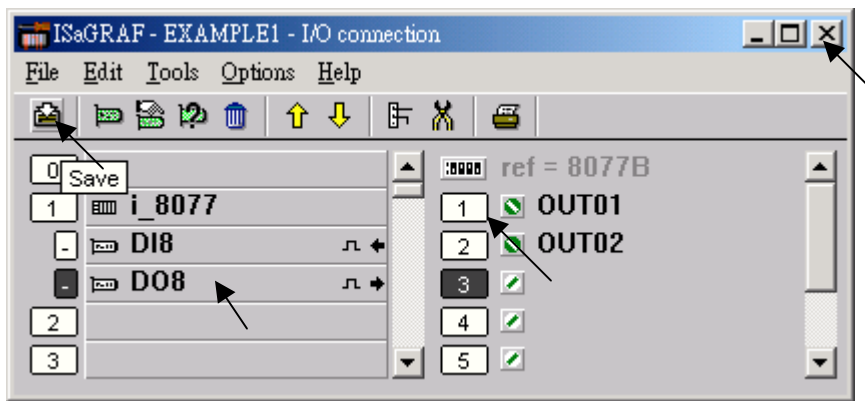 ISaGRAF - EXAMPLE1 - I/O connection
File Edit Tools Options Help
Save
0
1 i_8077
- DI8
- DO8
2
3
ref = 8077B
1 OUT01
2 OUT02
3
4
5